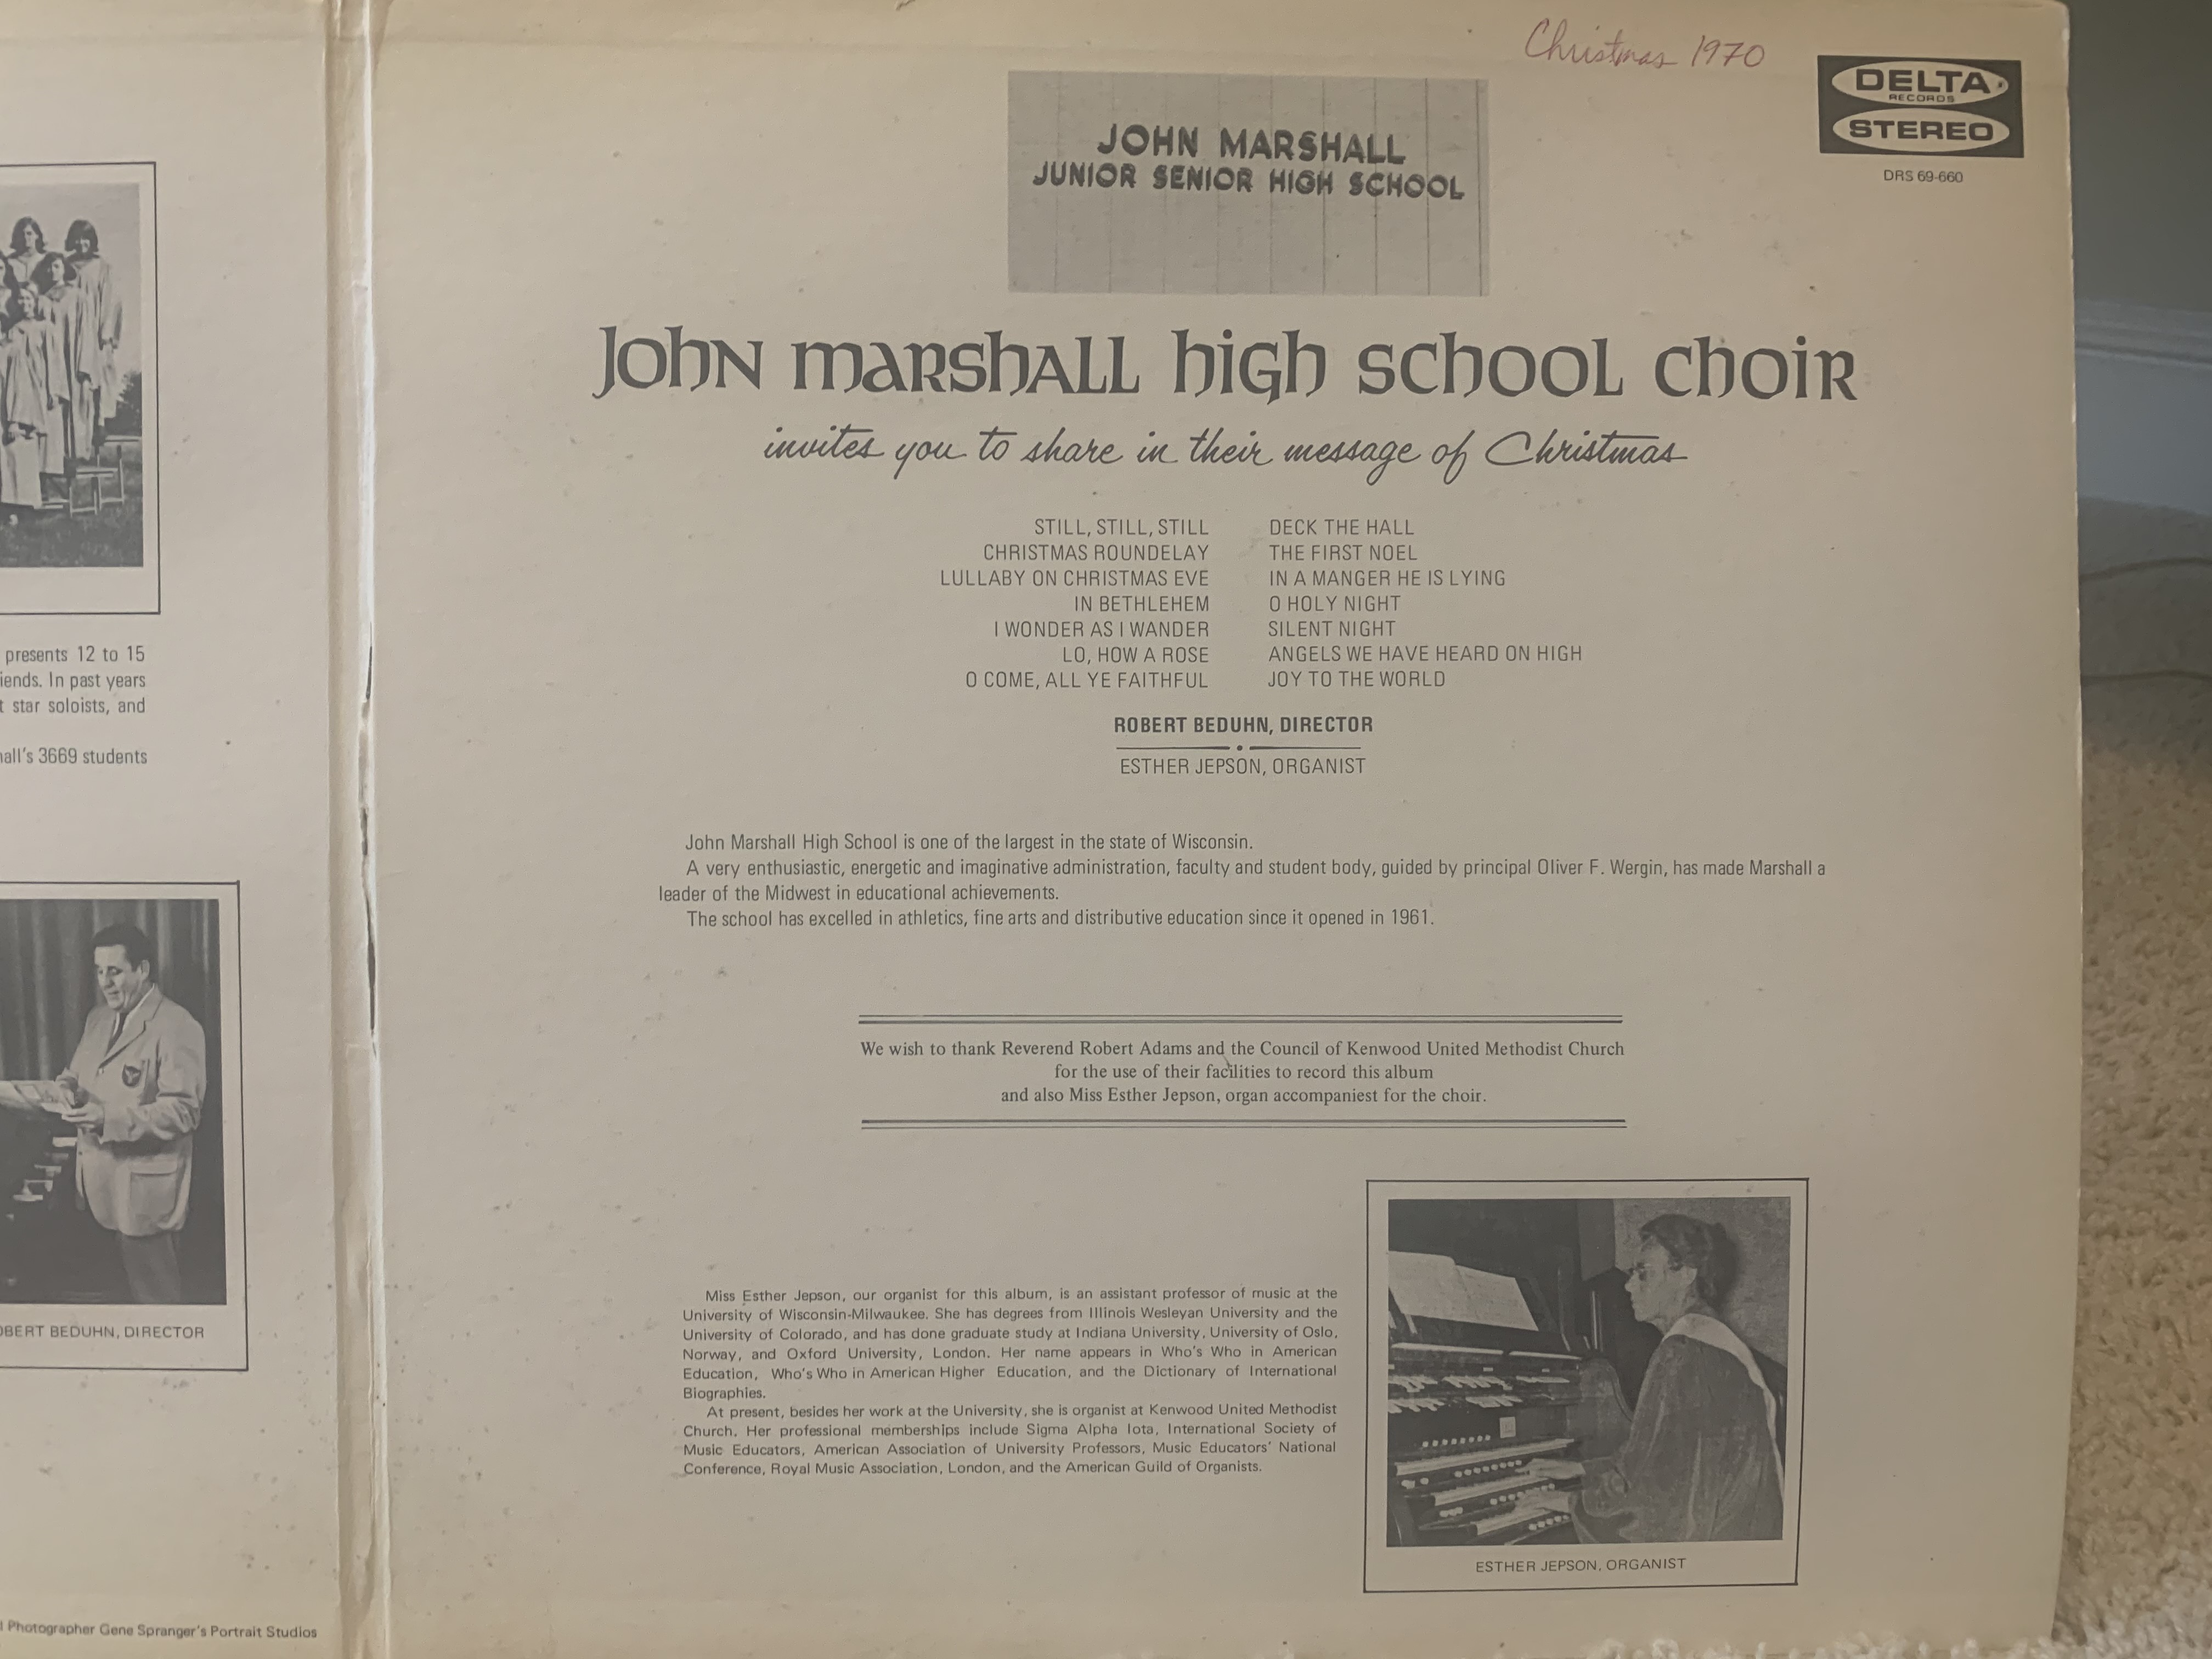 presents 12 to 15
In past years
star soloists, and
3669 students
BEDUHN, DIRECTOR
Photographer Gene Spranger's Portrait Studios
Christmas 1970
DELTA
RECORDS
STEREO
DRS 69-660
JOHN MARSHALL
JUNIOR SENIOR HIGH SCHOOL
John Marshall High School Choir
invites you to share in their message of Christmas
STILL, STILL, STILL
CHRISTMAS ROUNDELAY
LULLABY ON CHRISTMAS EVE
IN BETHLEHEM
I WONDER AS I WANDER
LO, HOW A ROSE
O COME, ALL YE FAITHFUL
DECK THE HALL
THE FIRST NOEL
IN A MANGER HE IS LYING
O HOLY NIGHT
SILENT NIGHT
ANGELS WE HAVE HEARD ON HIGH
JOY TO THE WORLD
ROBERT BEDUHN, DIRECTOR
ESTHER JEPSON, ORGANIST
John Marshall High School is one of the largest in the state of Wisconsin.
A very enthusiastic, energetic and imaginative administration, faculty and student body, guided by principal Oliver F. Wergin, has made Marshall a
leader of the Midwest in educational achievements.
The school has excelled in athletics, fine arts and distributive education since it opened in 1961.
We wish to thank Reverend Robert Adams and the Council of Kenwood United Methodist Church
for the use of their facilities to record this album
and also Miss Esther Jepson, organ accompaniest for the choir.
Miss Esther Jepson, our organist for this album, is an assistant professor of music at the
University of Wisconsin-Milwaukee. She has degrees from Illinois Wesleyan University and the
University of Colorado, and has done graduate study at Indiana University, University of Oslo,
Norway, and Oxford University, London. Her name appears in Who's Who in American
Education, Who's Who in American Higher Education, and the Dictionary of International
Biographies.
At present, besides her work at the University, she is organist at Kenwood United Methodist
Church. Her professional memberships include Sigma Alpha Iota, International Society of
Music Educators, American Association of University Professors, Music Educators' National
Conference, Royal Music Association, London, and the American Guild of Organists.
ESTHER JEPSON, ORGANIST